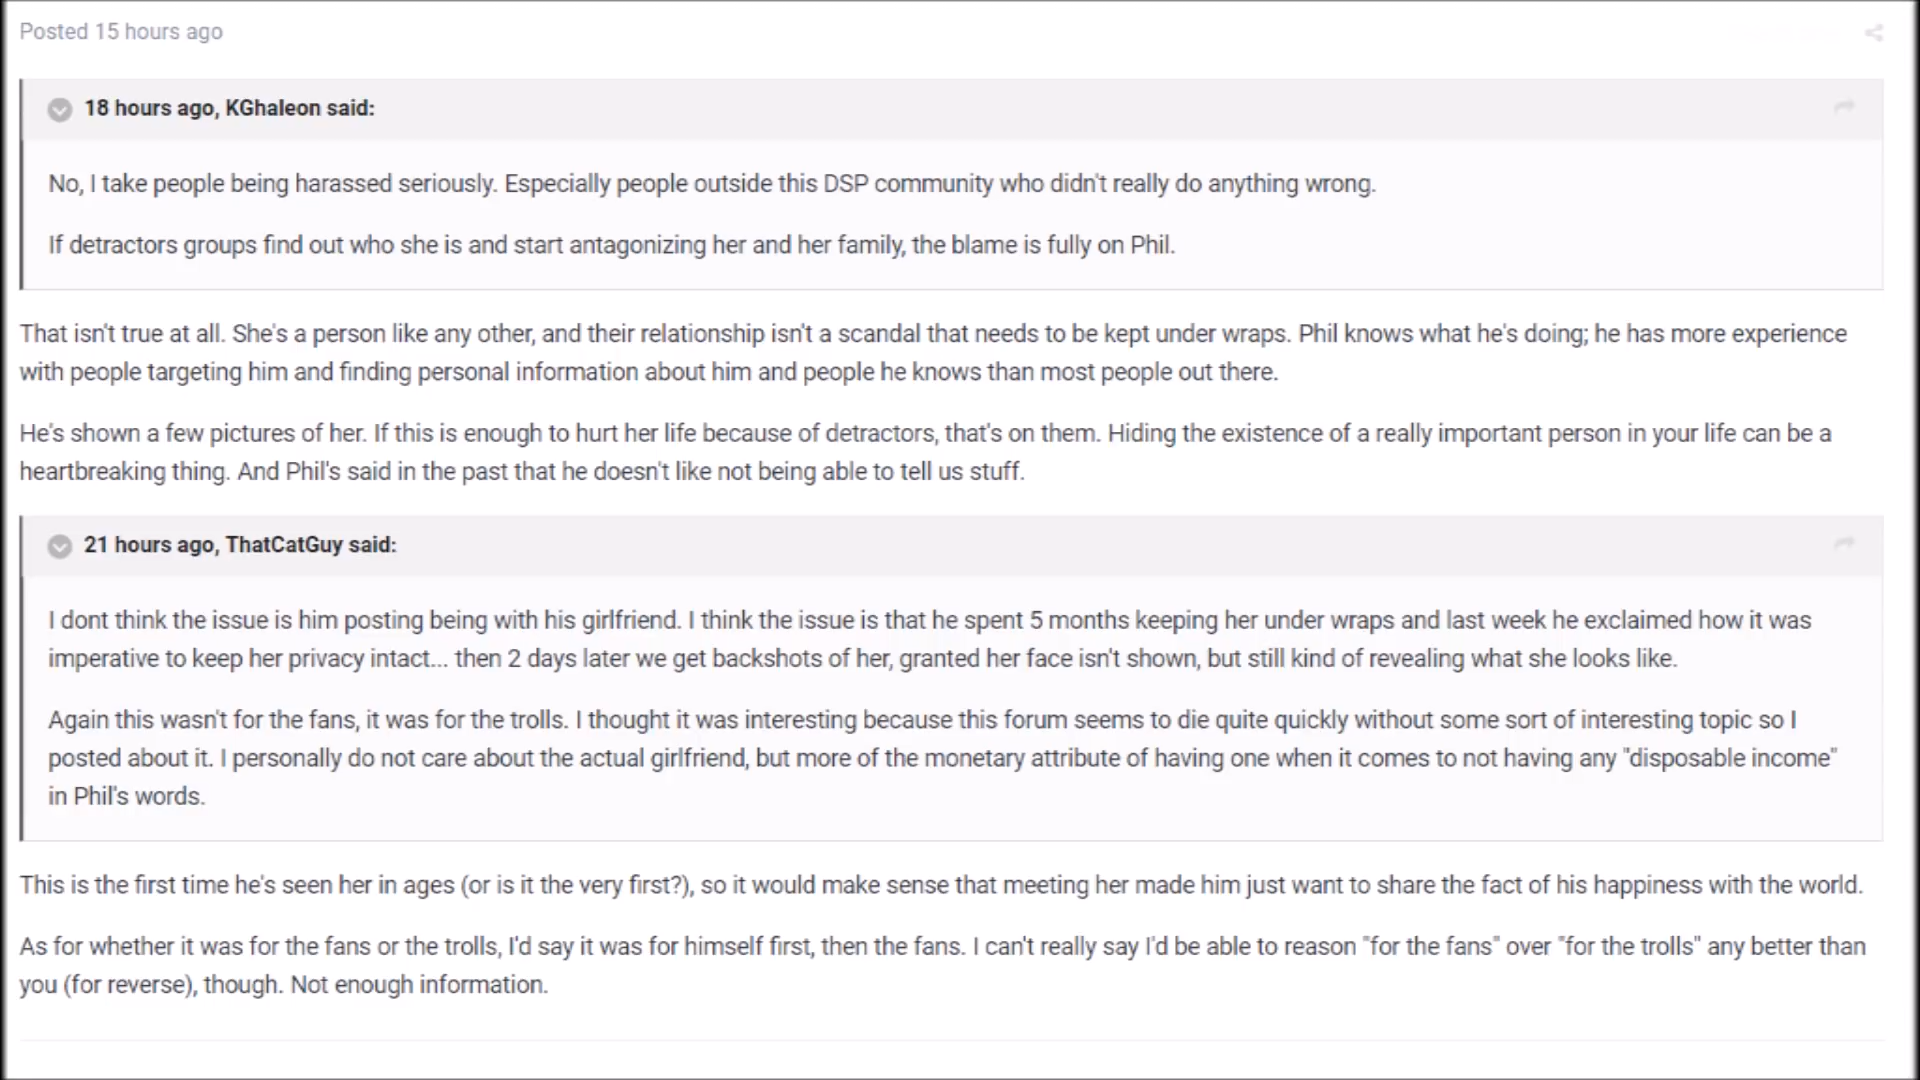 Posted 15 hours ago
18 hours ago, KGhaleon said:
No, I take people being harassed seriously. Especially people outside this DSP community who didn't really do anything wrong.
If detractors groups find out who she is and start antagonizing her and her family, the blame is fully on Phil.
That isn't true at all. She's a person like any other, and their relationship isn't a scandal that needs to be kept under wraps. Phil knows what he's doing; he has more experience
with people targeting him and finding personal information about him and people he knows than most people out there.
He's shown a few pictures of her. If this is enough to hurt her life because of detractors, that's on them. Hiding the existence of a really important person in your life can be a
heartbreaking thing. And Phil's said in the past that he doesn't like not being able to tell us stuff.
21 hours ago, ThatCatGuy said:
I dont think the issue is him posting being with his girlfriend. I think the issue is that he spent 5 months keeping her under wraps and last week he exclaimed how it was
imperative to keep her privacy intact... then 2 days later we get backshots of her, granted her face isn't shown, but still kind of revealing what she looks like.
Again this wasn't for the fans, it was for the trolls. I thought it was interesting because this forum seems to die quite quickly without some sort of interesting topic so I
posted about it. I personally do not care about the actual girlfriend, but more of the monetary attribute of having one when it comes to not having any "disposable income"
in Phil's words.
This is the first time he's seen her in ages (or is it the very first?), so it would make sense that meeting her made him just want to share the fact of his happiness with the world.
As for whether it was for the fans or the trolls, I'd say it was for himself first, then the fans. I can't really say I'd be able to reason "for the fans" over "for the trolls" any better than
you (for reverse), though. Not enough information.